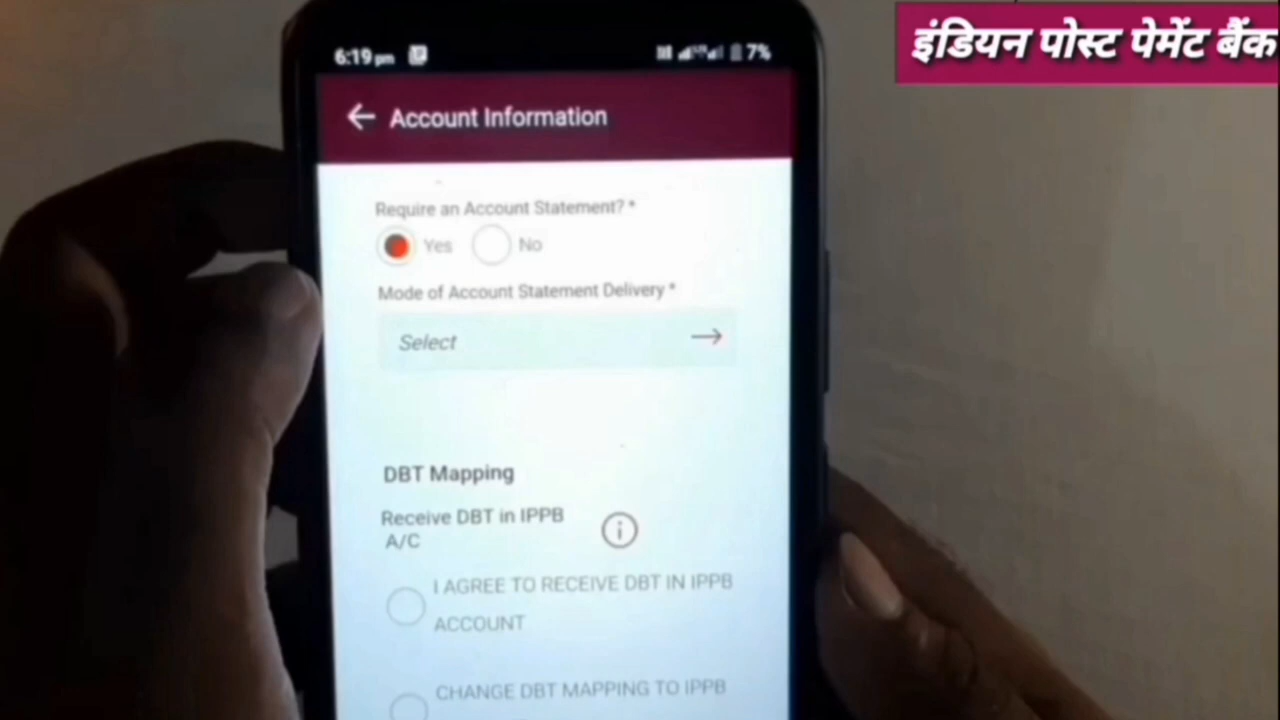 इंडियन पोस्ट पेमेंट बैंक
6:19 pm
7%
Account Information
Require an Account Statement? *
Yes No
Mode of Account Statement Delivery *
Select
DBT Mapping
Receive DBT in IPPB
A/C
I AGREE TO RECEIVE DBT IN IPPB
ACCOUNT
CHANGE DBT MAPPING TO IPPB